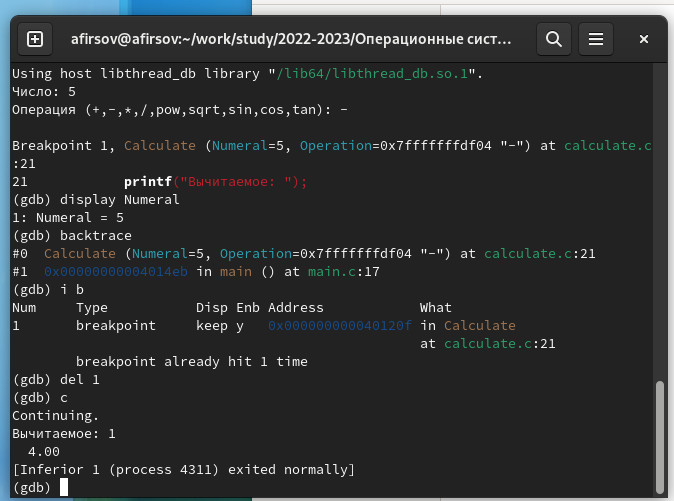 afirsov@afirsov:~/work/study/2022-2023/Операционные сист…
Using host libthread_db library "/lib64/libthread_db.so.1".
Число: 5
Операция (+,-,*,/,pow,sqrt,sin,cos,tan): -
Breakpoint 1, Calculate (Numeral=5, Operation=0x7fffffffdf04 "-") at calculate.c
:21
21            printf("Вычитаемое: ");
(gdb) display Numeral
1: Numeral = 5
(gdb) backtrace
#0  Calculate (Numeral=5, Operation=0x7fffffffdf04 "-") at calculate.c:21
#1  0x00000000004014eb in main () at main.c:17
(gdb) i b
Num     Type           Disp Enb Address            What
1       breakpoint     keep y   0x000000000040120f in Calculate
                                                   at calculate.c:21
        breakpoint already hit 1 time
(gdb) del 1
(gdb) c
Continuing.
Вычитаемое: 1
  4.00
[Inferior 1 (process 4311) exited normally]
(gdb)